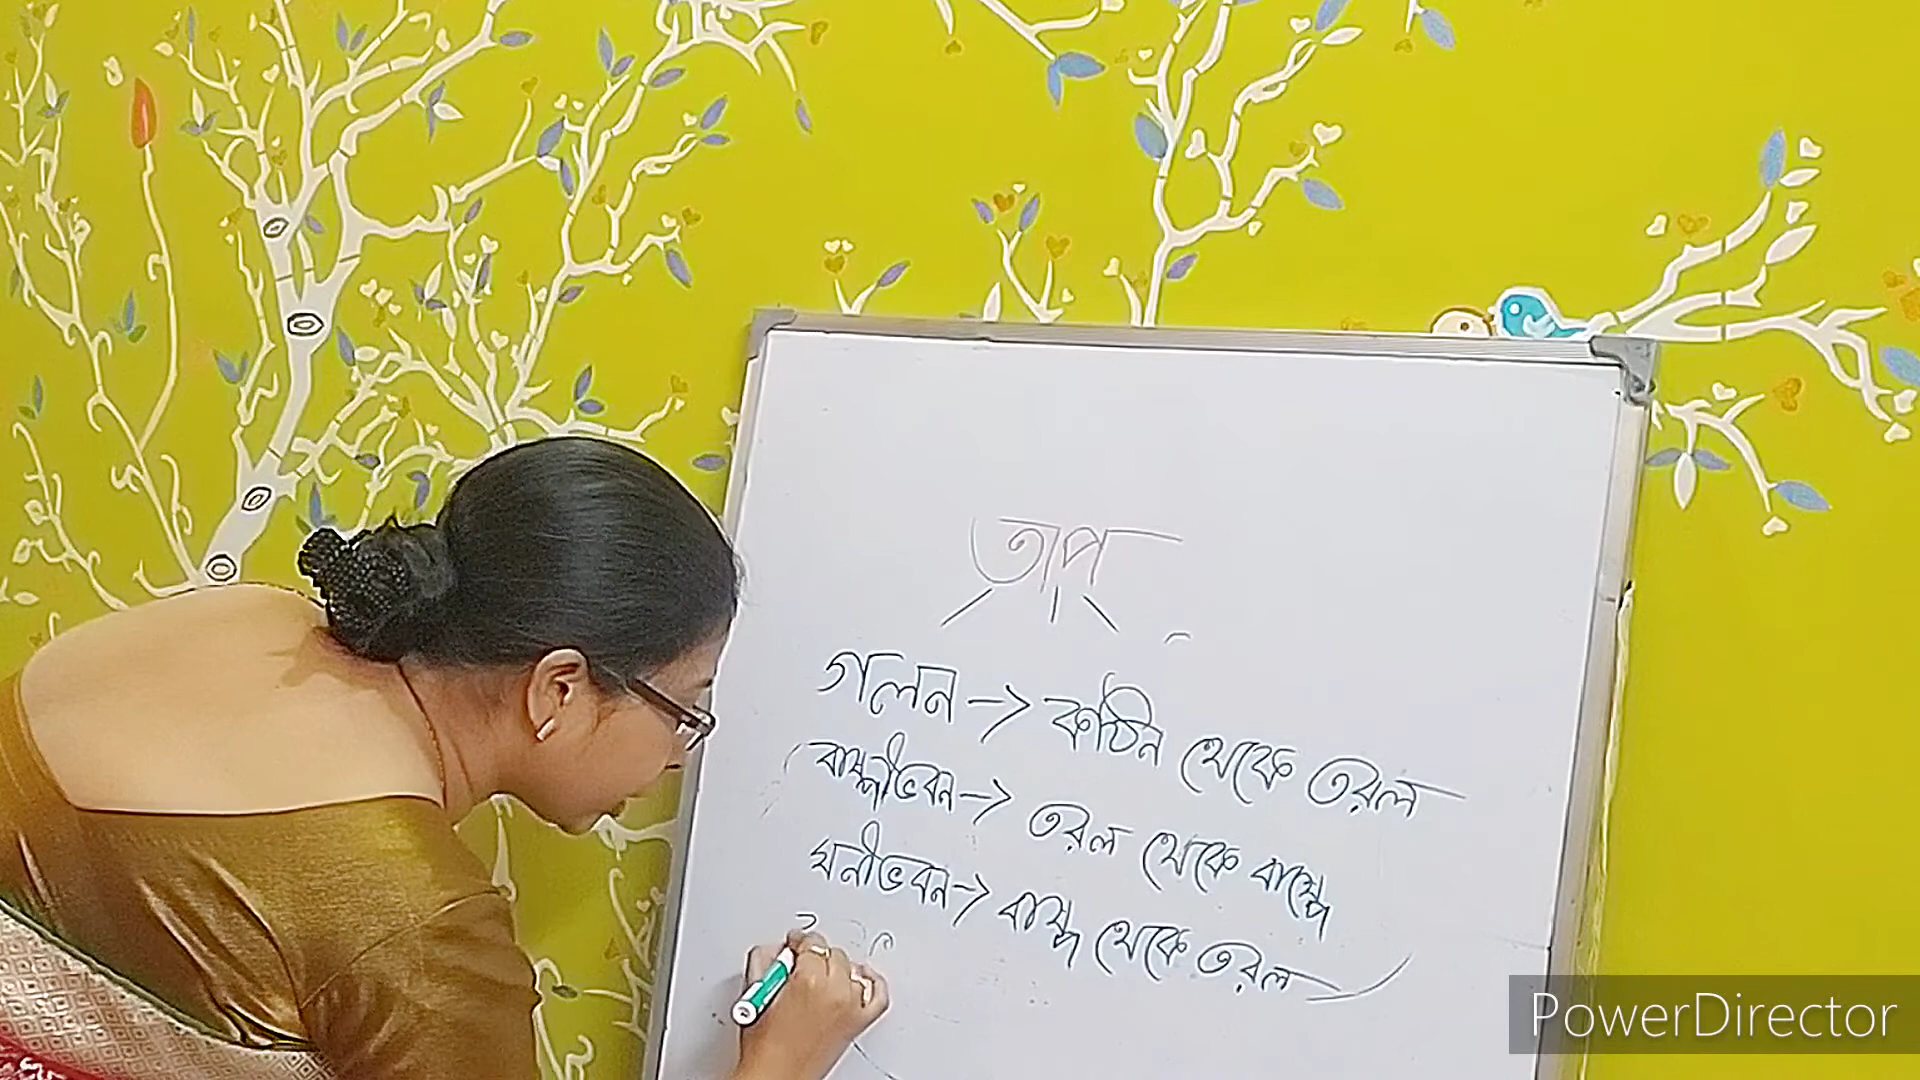 তাপ
গলন → কঠিন থেকে তরল
বাষ্পীভবন → তরল থেকে বাষ্পে
ঘনীভবন → বাষ্প থেকে তরল
PowerDirector